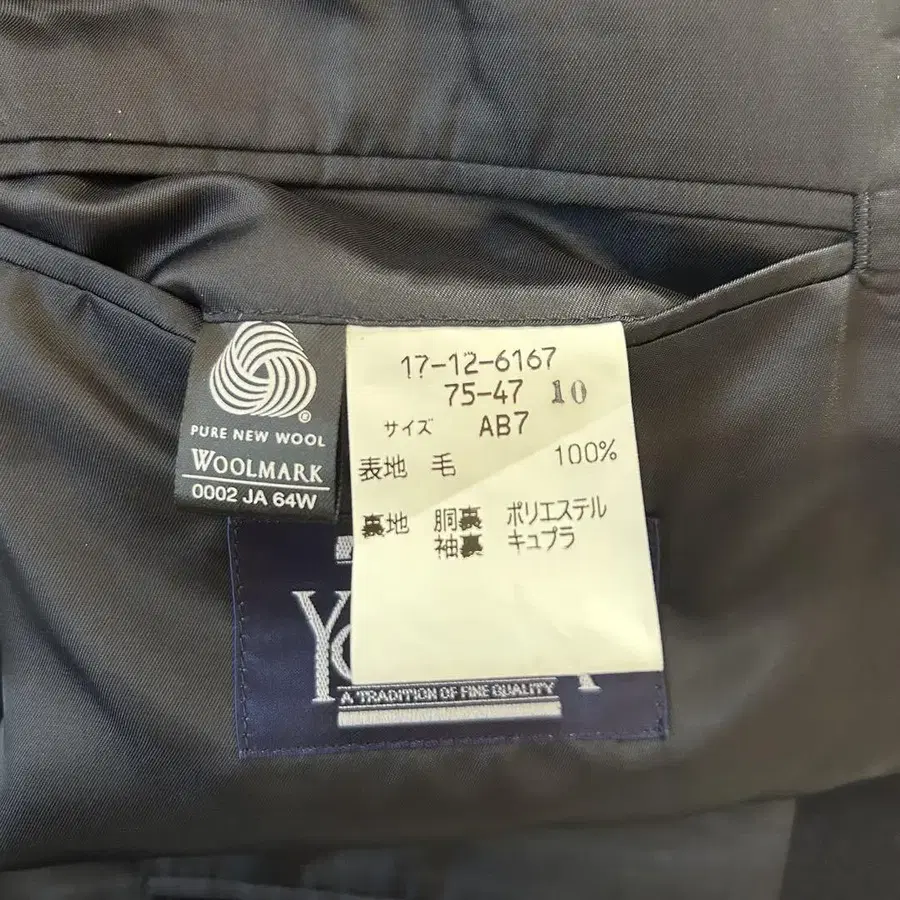 PURE NEW WOOL
WOOLMARK
0002 JA 64W
17-12-6167
75-47 10
サイズ AB7
表地 毛 100%
裏地 胴裏 ポリエステル
袖裏 キュプラ
A TRADITION OF FINE QUALITY